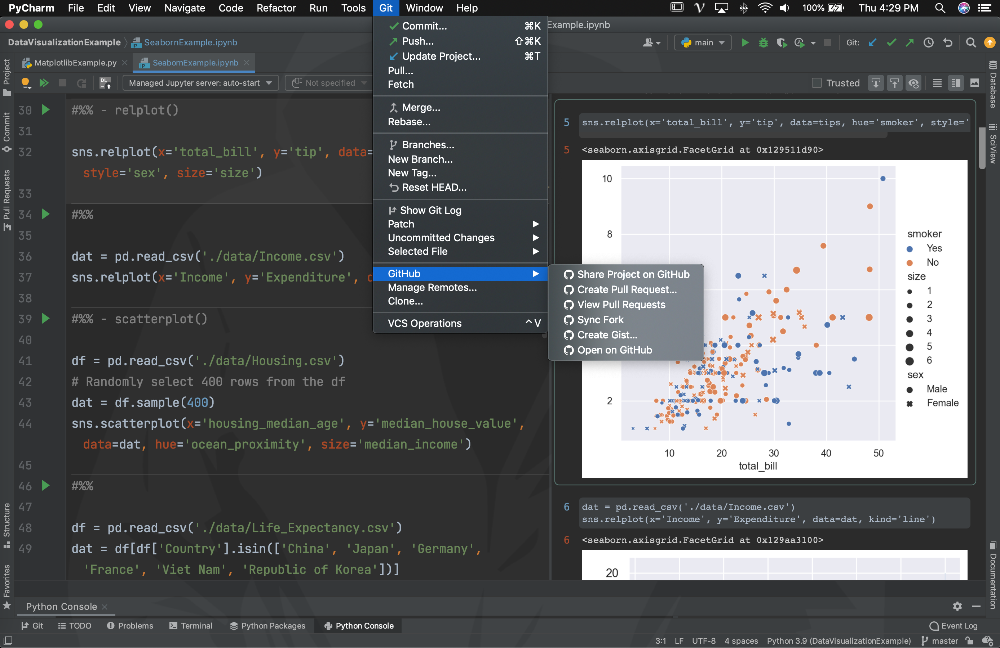 PyCharm File Edit View Navigate Code Refactor Run Tools Git Window Help 100% Thu 4:29 PM
Example.ipynb
DataVisualizationExample SeabornExample.ipynb main Git:
MatplotlibExample.py SeabornExample.ipynb
DL Managed Jupyter server: auto-start Not specified Trusted
Project
Commit
Pull Requests
Structure
Favorites
30 #%% - relplot()
31
32 sns.relplot(x='total_bill', y='tip', data=
style='sex', size='size')
33
34 #%%
35
36 dat = pd.read_csv('./data/Income.csv')
37 sns.relplot(x='Income', y='Expenditure', d
38
39 #%% - scatterplot()
40
41 df = pd.read_csv('./data/Housing.csv')
42 # Randomly select 400 rows from the df
43 dat = df.sample(400)
44 sns.scatterplot(x='housing_median_age', y='median_house_value',
data=dat, hue='ocean_proximity', size='median_income')
45
46 #%%
47
48 df = pd.read_csv('./data/Life_Expectancy.csv')
49 dat = df[df['Country'].isin(['China', 'Japan', 'Germany',
'France', 'Viet Nam', 'Republic of Korea'])]
Commit... ⌘K
Push... ⇧⌘K
Update Project... ⌘T
Pull...
Fetch
Merge...
Rebase...
Branches...
New Branch...
New Tag...
Reset HEAD...
Show Git Log
Patch
Uncommitted Changes
Selected File
GitHub
Manage Remotes...
Clone...
VCS Operations ^V
Share Project on GitHub
Create Pull Request...
View Pull Requests
Sync Fork
Create Gist...
Open on GitHub
5 sns.relplot(x='total_bill', y='tip', data=tips, hue='smoker', style='
5 <seaborn.axisgrid.FacetGrid at 0x129511d90>
10
8
2
10 20 30 40 50
total_bill
smoker
Yes
No
size
1
2
3
4
5
6
sex
Male
Female
6 dat = pd.read_csv('./data/Income.csv')
sns.relplot(x='Income', y='Expenditure', data=dat, kind='line')
6 <seaborn.axisgrid.FacetGrid at 0x129aa3100>
20
Database
SciView
Documentation
Python Console
Git TODO Problems Terminal Python Packages Python Console Event Log
3:1 LF UTF-8 4 spaces Python 3.9 (DataVisualizationExample) master